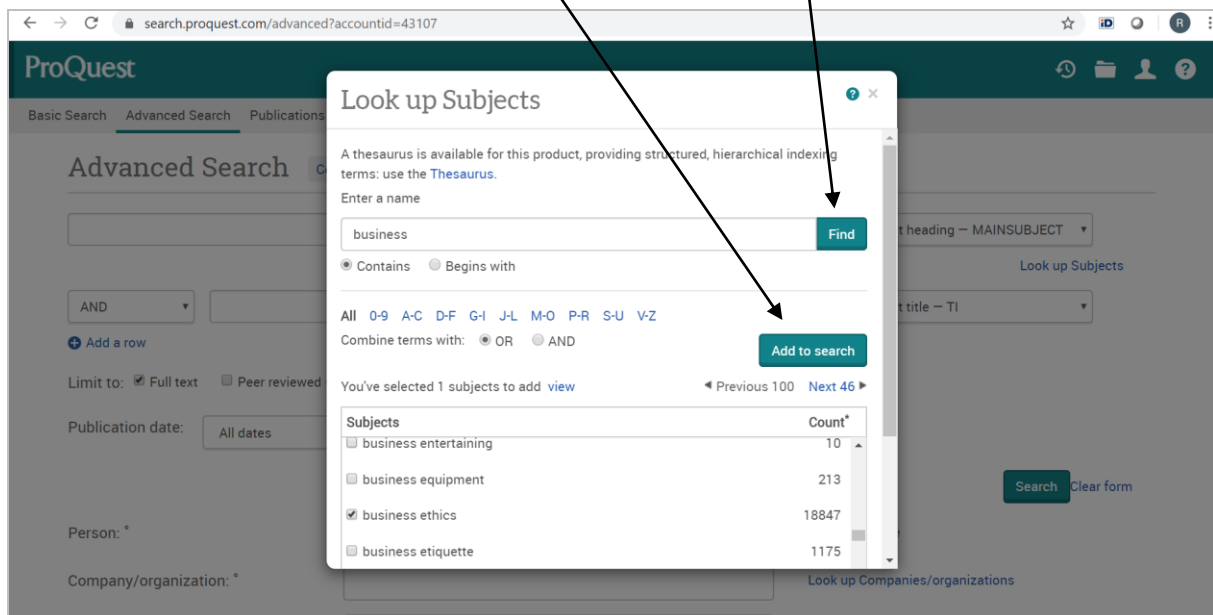 search.proquest.com/advanced?accountid=43107
iD
R
ProQuest
Basic Search Advanced Search Publications
Look up Subjects
Advanced Search
A thesaurus is available for this product, providing structured, hierarchical indexing
terms: use the Thesaurus.
Enter a name
business Find
heading — MAINSUBJECT
Contains Begins with
Look up Subjects
AND
title — TI
All 0-9 A-C D-F G-I J-L M-O P-R S-U V-Z
Add a row
Combine terms with: OR AND
Add to search
Limit to: Full text Peer reviewed
You've selected 1 subjects to add view Previous 100 Next 46
Publication date: All dates
Subjects Count*
business entertaining 10
business equipment 213
Search Clear form
business ethics 18847
Person: *
business etiquette 1175
Company/organization: *
Look up Companies/organizations